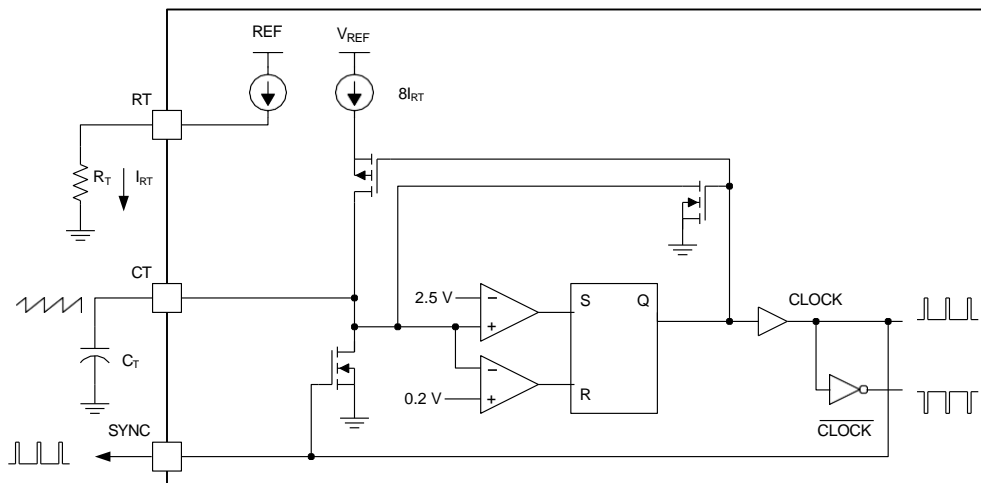 REF
V_REF
8I_RT
RT
R_T
I_RT
CT
2.5 V
S
Q
CLOCK
C_T
0.2 V
R
CLOCK
SYNC